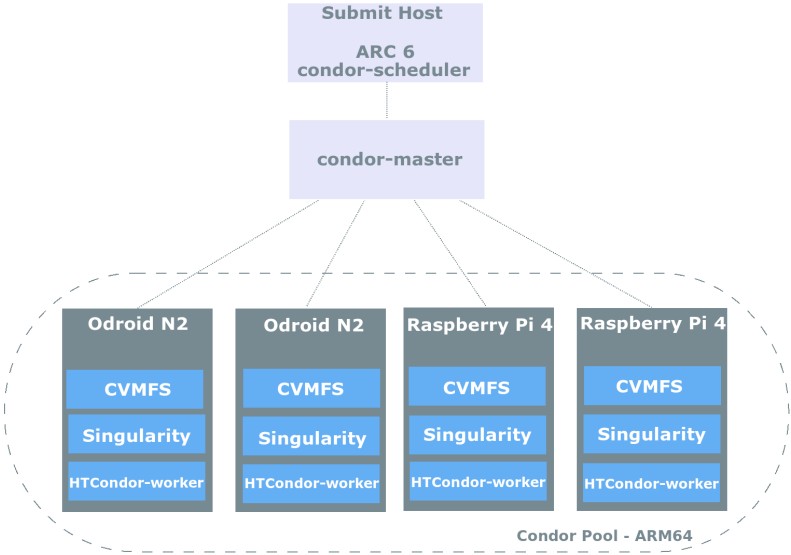 Submit Host
ARC 6
condor-scheduler
condor-master
Odroid N2
CVMFS
Singularity
HTCondor-worker
Odroid N2
CVMFS
Singularity
HTCondor-worker
Raspberry Pi 4
CVMFS
Singularity
HTCondor-worker
Raspberry Pi 4
CVMFS
Singularity
HTCondor-worker
Condor Pool - ARM64